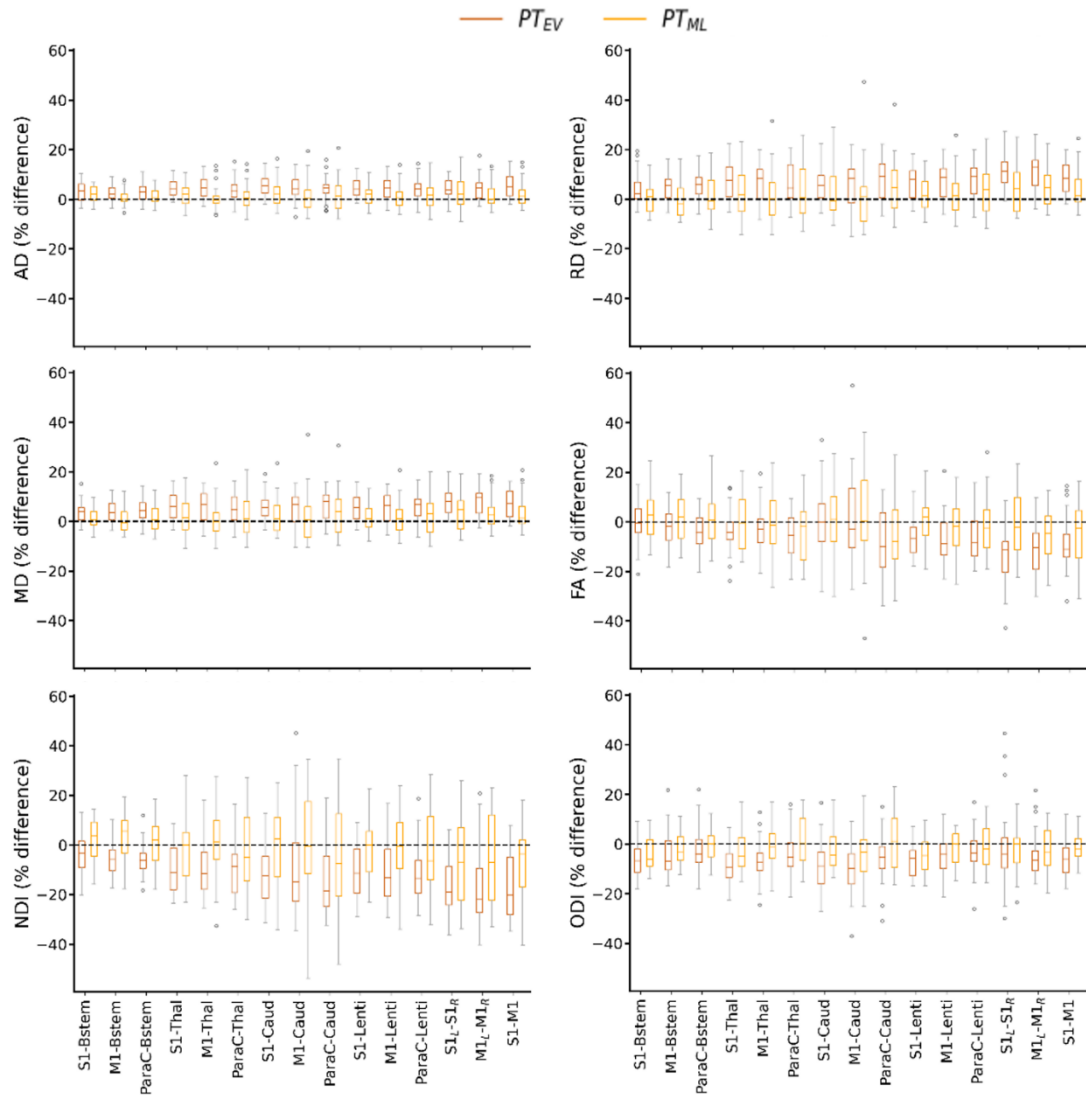 PT_EV PT_ML
60
40
20
0
−20
−40
AD (% difference)
60
40
20
0
−20
−40
RD (% difference)
60
40
20
0
−20
−40
MD (% difference)
60
40
20
0
−20
−40
FA (% difference)
60
40
20
0
−20
−40
NDI (% difference)
S1-Bstem
M1-Bstem
ParaC-Bstem
S1-Thal
M1-Thal
ParaC-Thal
S1-Caud
M1-Caud
ParaC-Caud
S1-Lenti
M1-Lenti
ParaC-Lenti
S1_L-S1_R
M1_L-M1_R
S1-M1
60
40
20
0
−20
−40
ODI (% difference)
S1-Bstem
M1-Bstem
ParaC-Bstem
S1-Thal
M1-Thal
ParaC-Thal
S1-Caud
M1-Caud
ParaC-Caud
S1-Lenti
M1-Lenti
ParaC-Lenti
S1_L-S1_R
M1_L-M1_R
S1-M1